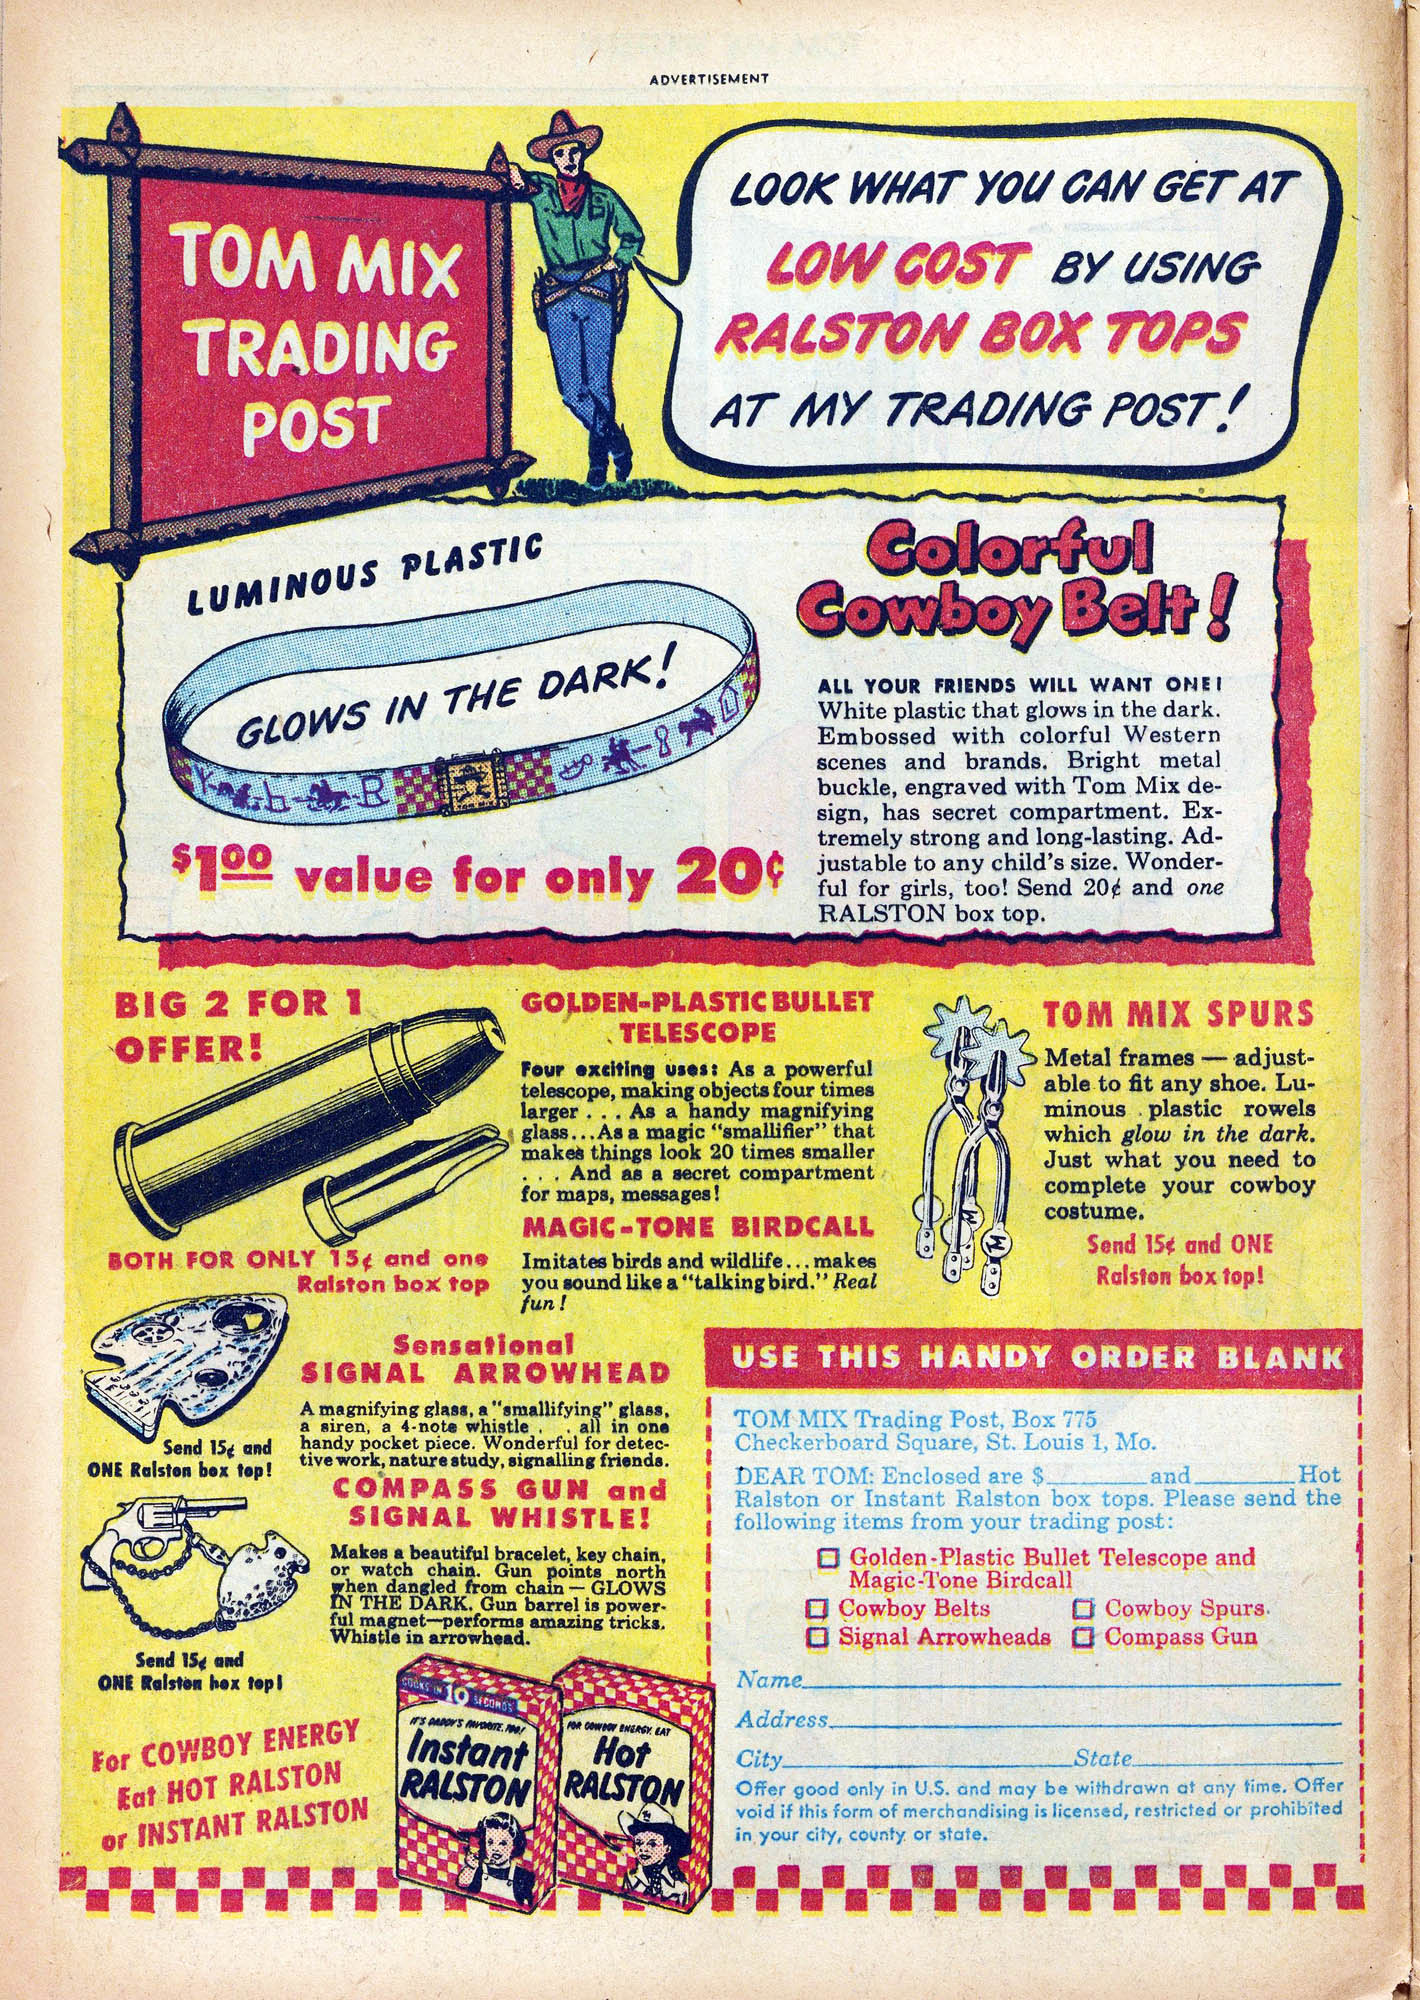 ADVERTISEMENT
TOM MIX
TRADING
POST
LOOK WHAT YOU CAN GET AT
LOW COST BY USING
RALSTON BOX TOPS
AT MY TRADING POST!
LUMINOUS PLASTIC
GLOWS IN THE DARK!
$1.00 value for only 20¢
Colorful
Cowboy Belt!
ALL YOUR FRIENDS WILL WANT ONE!
White plastic that glows in the dark.
Embossed with colorful Western
scenes and brands. Bright metal
buckle, engraved with Tom Mix de-
sign, has secret compartment. Ex-
tremely strong and long-lasting. Ad-
justable to any child's size. Wonder-
ful for girls, too! Send 20¢ and one
RALSTON box top.
BIG 2 FOR 1
OFFER!
BOTH FOR ONLY 15¢ and one
Ralston box top
GOLDEN-PLASTIC BULLET
TELESCOPE
Four exciting uses: As a powerful
telescope, making objects four times
larger . . . As a handy magnifying
glass...As a magic "smallifier" that
makes things look 20 times smaller
. . . And as a secret compartment
for maps, messages!
MAGIC-TONE BIRDCALL
Imitates birds and wildlife...makes
you sound like a "talking bird." Real
fun!
TOM MIX SPURS
Metal frames — adjust-
able to fit any shoe. Lu-
minous plastic rowels
which glow in the dark.
Just what you need to
complete your cowboy
costume.
Send 15¢ and ONE
Ralston box top!
Send 15¢ and
ONE Ralston box top!
Sensational
SIGNAL ARROWHEAD
A magnifying glass, a "smallifying" glass,
a siren, a 4-note whistle . . all in one
handy pocket piece. Wonderful for detec-
tive work, nature study, signalling friends.
COMPASS GUN and
SIGNAL WHISTLE!
Makes a beautiful bracelet, key chain,
or watch chain. Gun points north
when dangled from chain — GLOWS
IN THE DARK. Gun barrel is power-
ful magnet—performs amazing tricks.
Whistle in arrowhead.
Send 15¢ and
ONE Ralston box top!
For COWBOY ENERGY
Eat HOT RALSTON
or INSTANT RALSTON
COOKS IN 10 SECONDS
IT'S DADDY'S FAVORITE, TOO!
Instant
RALSTON
FOR COWBOY ENERGY EAT
Hot
RALSTON
USE THIS HANDY ORDER BLANK
TOM MIX Trading Post, Box 775
Checkerboard Square, St. Louis 1, Mo.
DEAR TOM: Enclosed are $________and________Hot
Ralston or Instant Ralston box tops. Please send the
following items from your trading post:
Golden-Plastic Bullet Telescope and
Magic-Tone Birdcall
Cowboy Belts Cowboy Spurs
Signal Arrowheads Compass Gun
Name
Address
City State
Offer good only in U.S. and may be withdrawn at any time. Offer
void if this form of merchandising is licensed, restricted or prohibited
in your city, county or state.